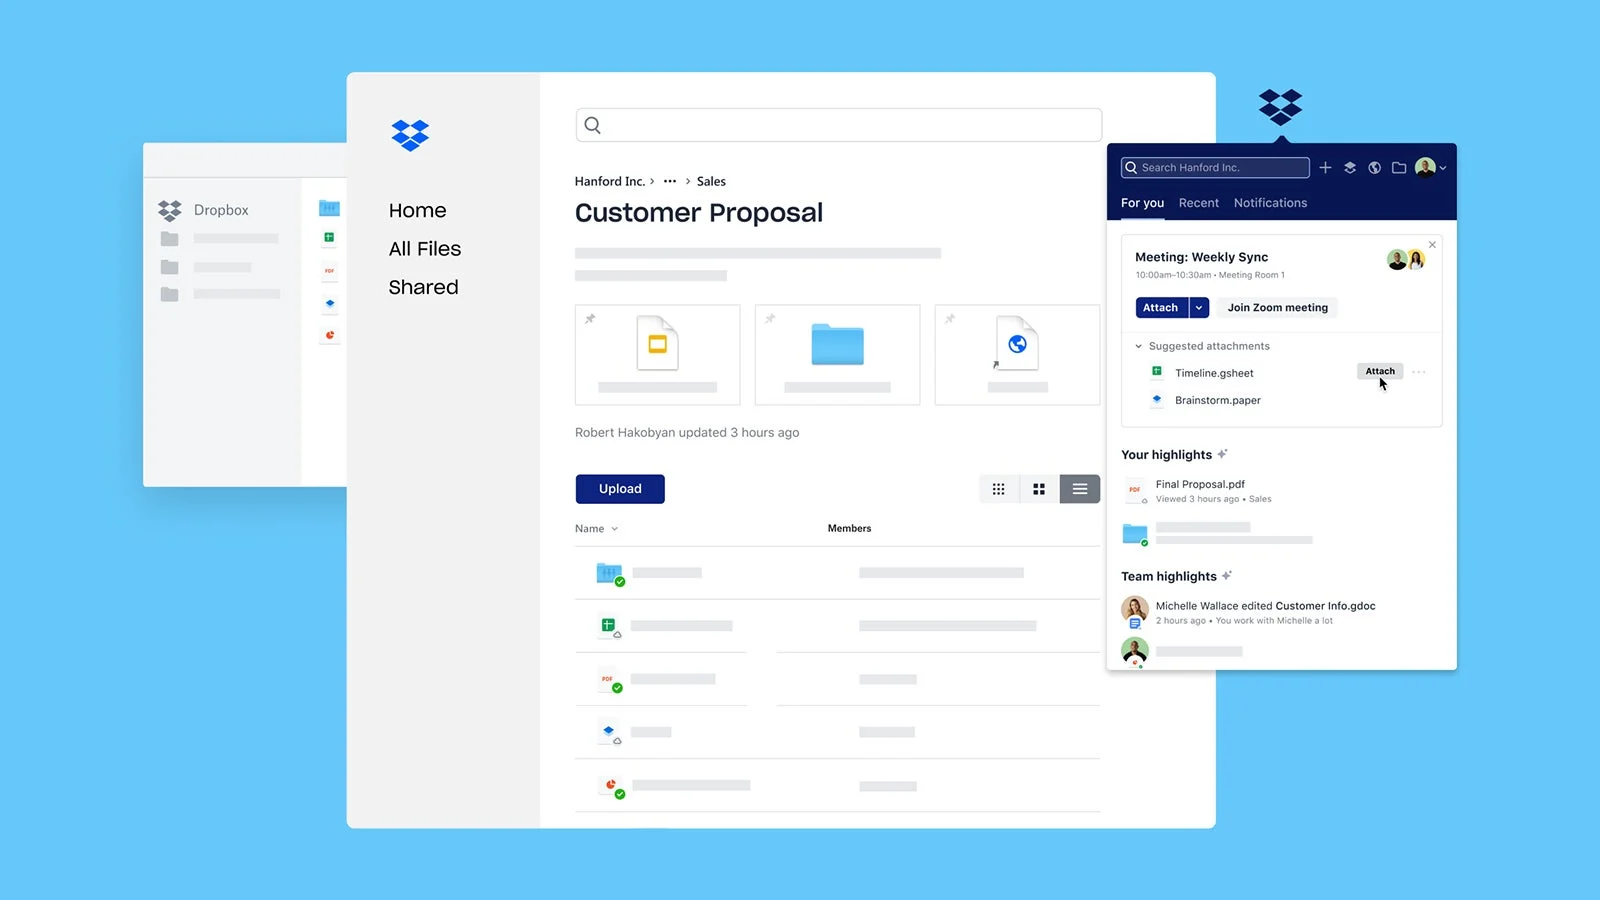 Dropbox
Home
All Files
Shared
Hanford Inc. > ••• > Sales
Customer Proposal
Robert Hakobyan updated 3 hours ago
Upload
Name
Members
PDF
PDF
Search Hanford Inc.
For you Recent Notifications
Meeting: Weekly Sync
10:00am–10:30am • Meeting Room 1
Attach
Join Zoom meeting
Suggested attachments
Timeline.gsheet
Attach
Brainstorm.paper
Your highlights
PDF
Final Proposal.pdf
Viewed 3 hours ago • Sales
Team highlights
Michelle Wallace edited Customer Info.gdoc
2 hours ago • You work with Michelle a lot